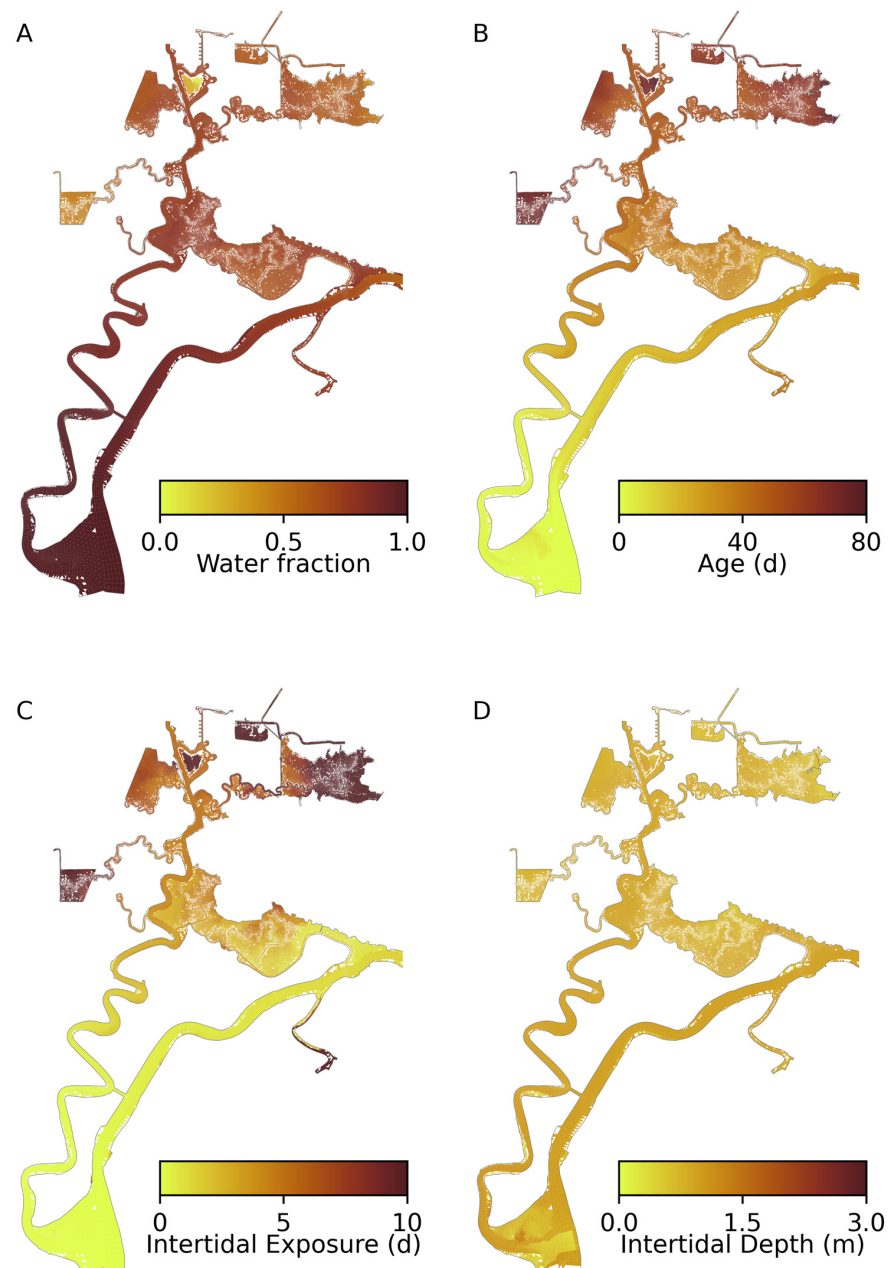 A
B
0.0 0.5 1.0
Water fraction
0 40 80
Age (d)
C
D
0 5 10
Intertidal Exposure (d)
0.0 1.5 3.0
Intertidal Depth (m)